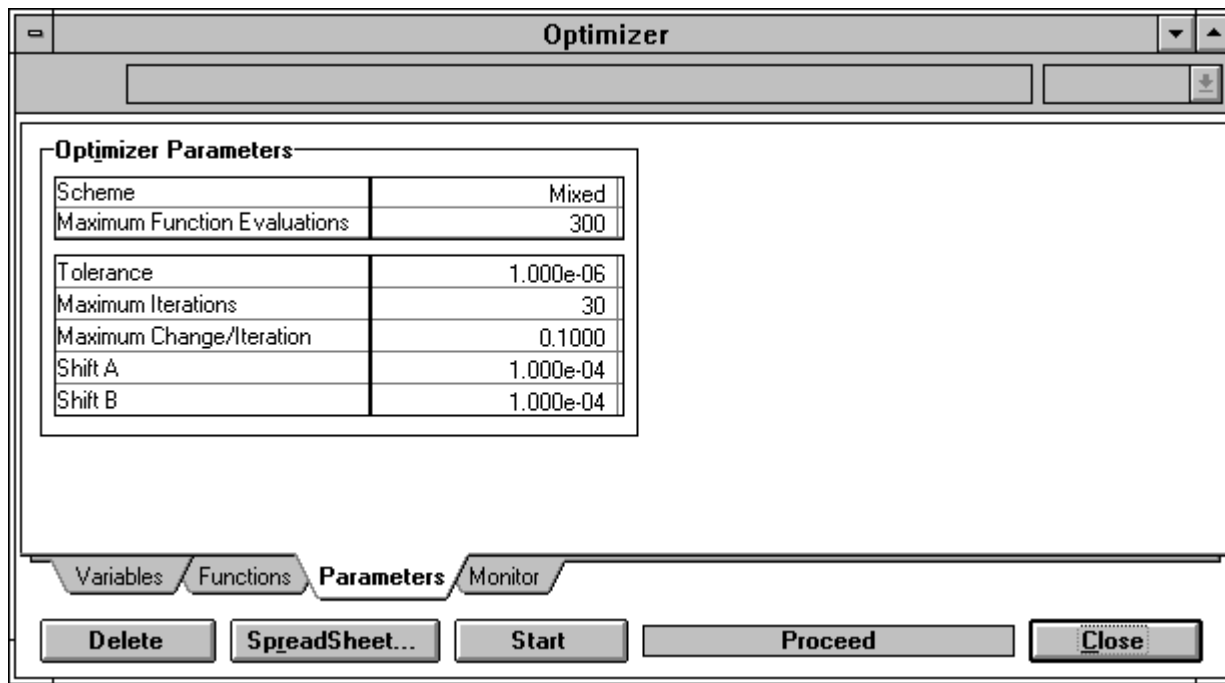 Optimizer
Optimizer Parameters
Scheme Mixed
Maximum Function Evaluations 300
Tolerance 1.000e-06
Maximum Iterations 30
Maximum Change/Iteration 0.1000
Shift A 1.000e-04
Shift B 1.000e-04
Variables Functions Parameters Monitor
Delete SpreadSheet... Start Proceed Close